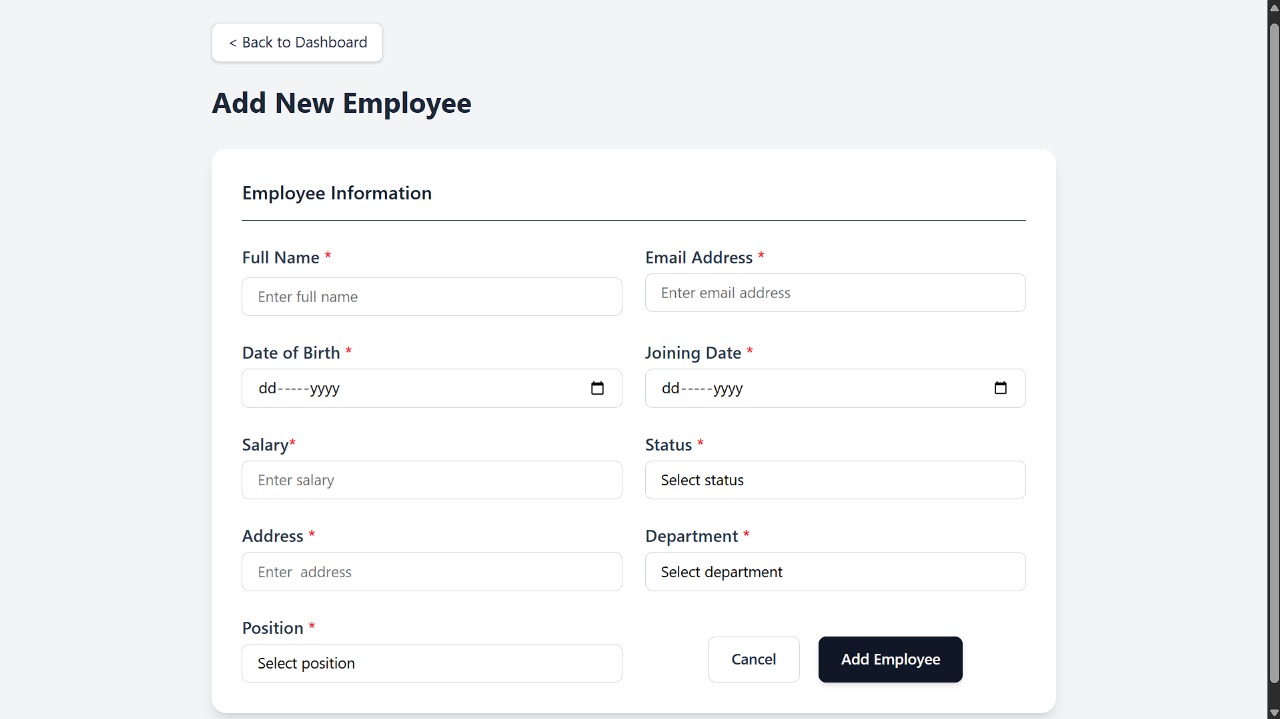 < Back to Dashboard
Add New Employee
Employee Information
Full Name *
Email Address *
Enter full name
Enter email address
Date of Birth *
Joining Date *
dd-----yyyy
dd-----yyyy
Salary*
Status *
Enter salary
Select status
Address *
Department *
Enter  address
Select department
Position *
Select position
Cancel
Add Employee